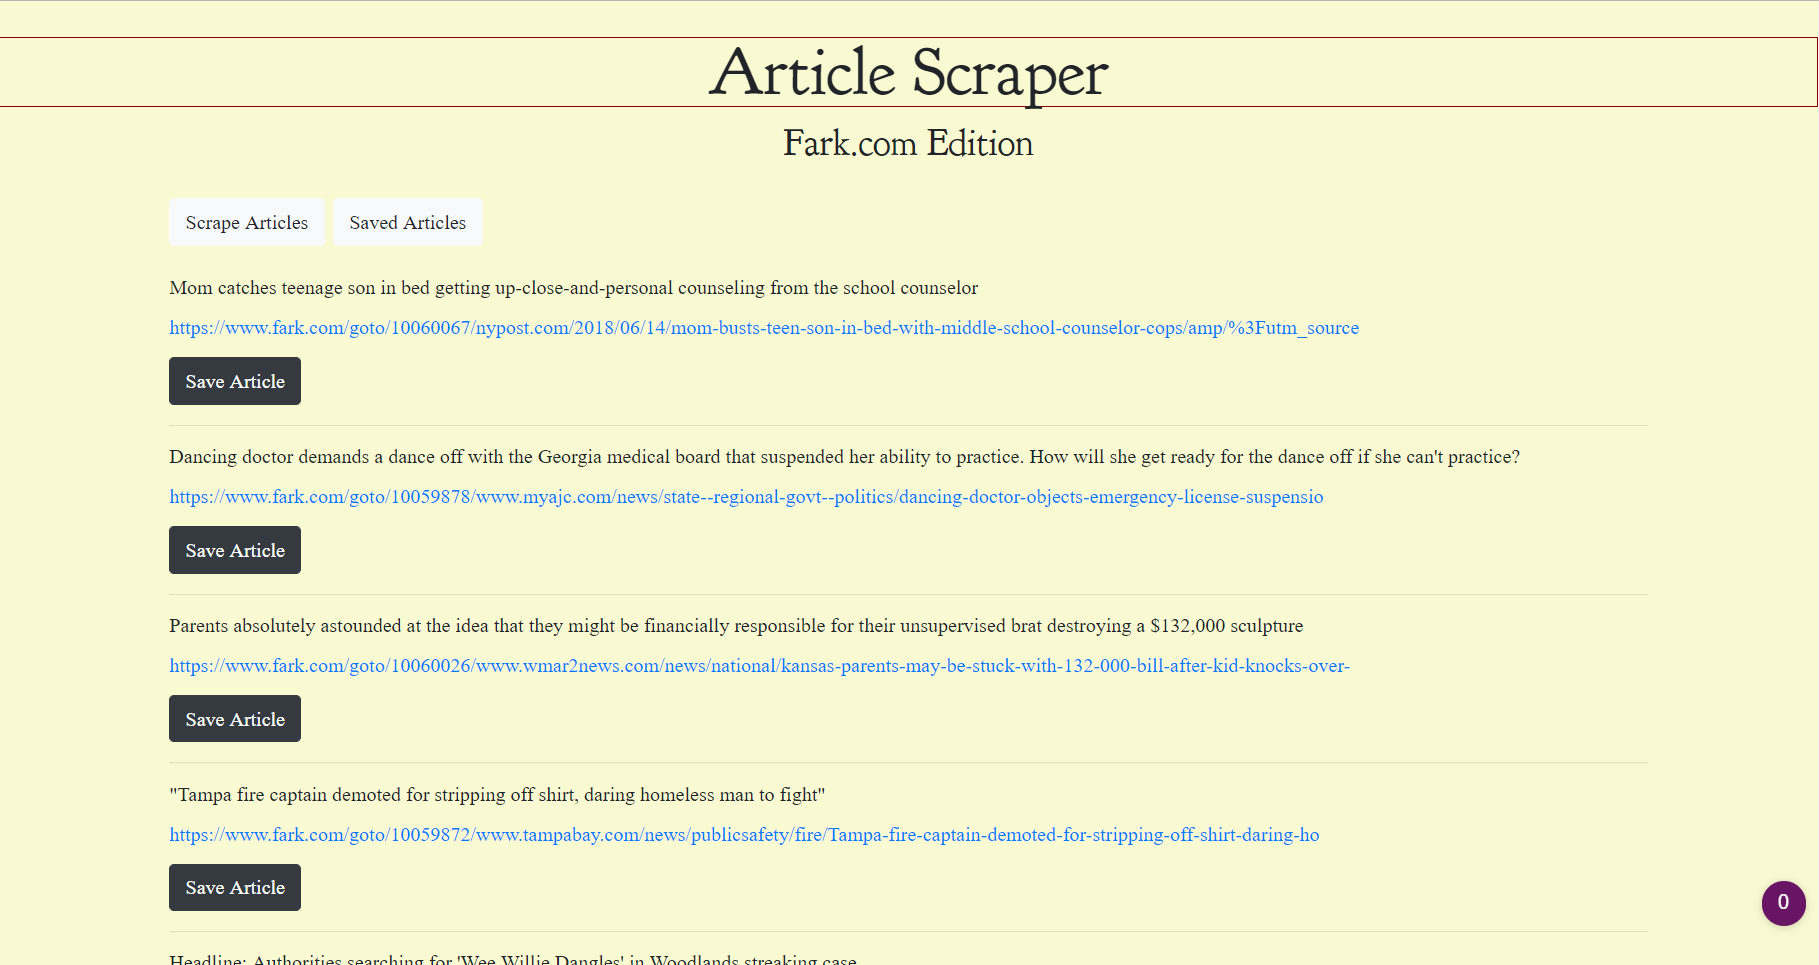 Article Scraper
Fark.com Edition
Scrape Articles Saved Articles
Mom catches teenage son in bed getting up-close-and-personal counseling from the school counselor
https://www.fark.com/goto/10060067/nypost.com/2018/06/14/mom-busts-teen-son-in-bed-with-middle-school-counselor-cops/amp/%3Futm_source
Save Article
Dancing doctor demands a dance off with the Georgia medical board that suspended her ability to practice. How will she get ready for the dance off if she can't practice?
https://www.fark.com/goto/10059878/www.myajc.com/news/state--regional-govt--politics/dancing-doctor-objects-emergency-license-suspensio
Save Article
Parents absolutely astounded at the idea that they might be financially responsible for their unsupervised brat destroying a $132,000 sculpture
https://www.fark.com/goto/10060026/www.wmar2news.com/news/national/kansas-parents-may-be-stuck-with-132-000-bill-after-kid-knocks-over-
Save Article
"Tampa fire captain demoted for stripping off shirt, daring homeless man to fight"
https://www.fark.com/goto/10059872/www.tampabay.com/news/publicsafety/fire/Tampa-fire-captain-demoted-for-stripping-off-shirt-daring-ho
Save Article
0
Headline: Authorities searching for 'Wee Willie Dangles' in Woodlands streaking case